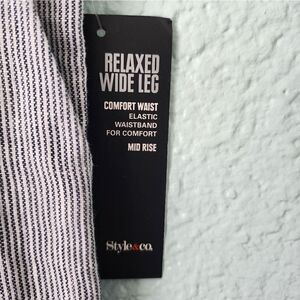 RELAXED
WIDE LEG
COMFORT WAIST
ELASTIC
WAISTBAND
FOR COMFORT
MID RISE
Style&co.